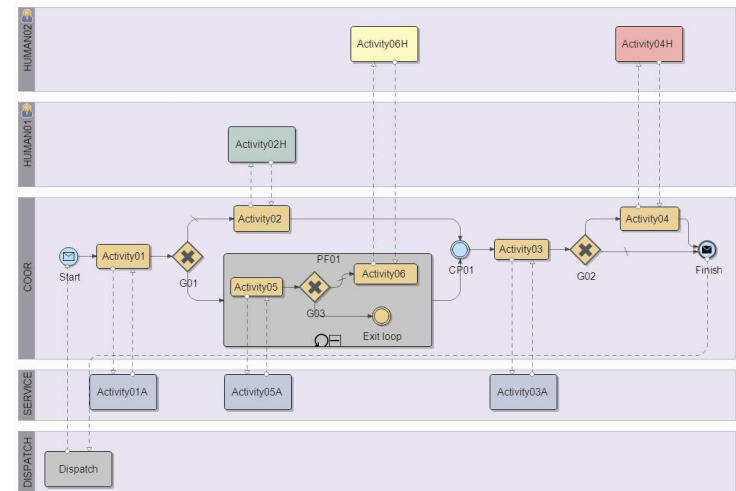 HUMAN02
Activity06H
Activity04H
HUMAN01
Activity02H
COOR
Start
Activity01
G01
Activity02
PF01
Activity05
G03
Activity06
Exit loop
CP01
Activity03
G02
Activity04
Finish
SERVICE
Activity01A
Activity05A
Activity03A
DISPATCH
Dispatch